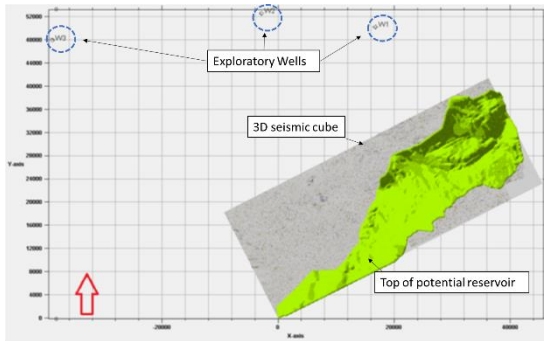 52000
48000
44000
40000
36000
32000
28000
24000
20000
16000
12000
8000
4000
0
Y-axis
W3
W2
W1
Exploratory Wells
3D seismic cube
Top of potential reservoir
-20000
0
20000
40000
60000
X-axis